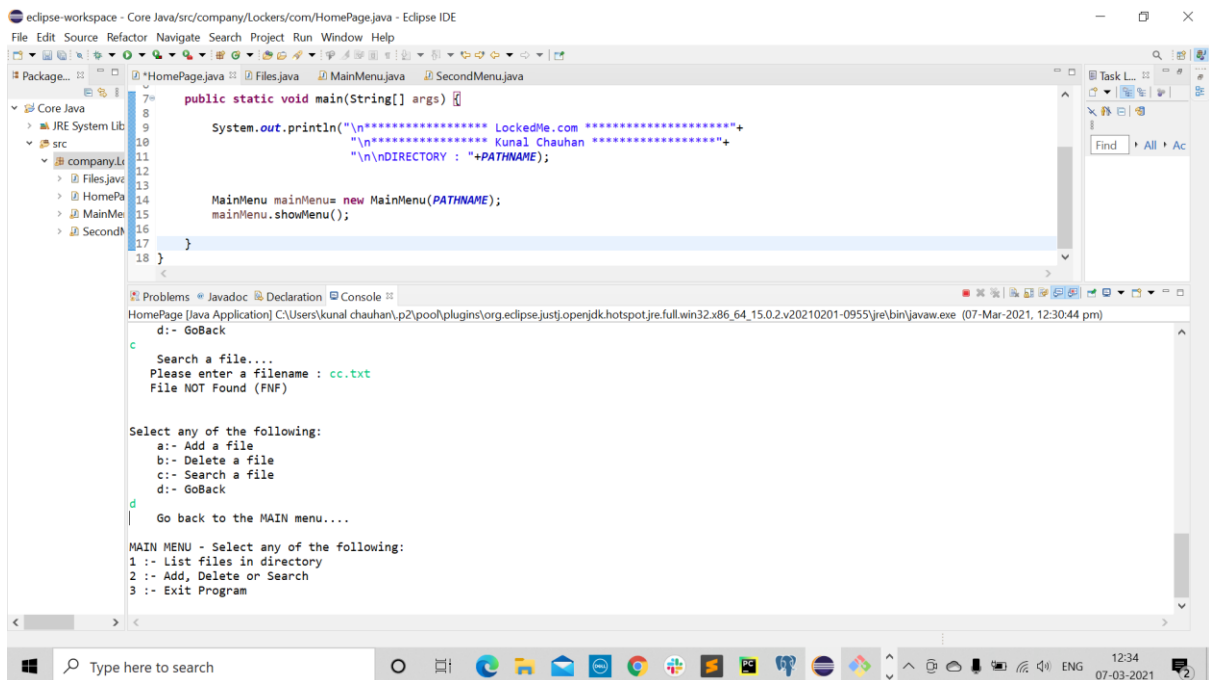 eclipse-workspace - Core Java/src/company/Lockers/com/HomePage.java - Eclipse IDE
File Edit Source Refactor Navigate Search Project Run Window Help
Package...
*HomePage.java Files.java MainMenu.java SecondMenu.java
Task L...
Core Java
JRE System Lib
src
company.Lo
Files.java
HomePa
MainMe
SecondM
7 public static void main(String[] args) {
8
9 System.out.println("\n****************** LockedMe.com *********************"+
10 "\n***************** Kunal Chauhan ******************"+
11 "\n\nDIRECTORY : "+PATHNAME);
12
13
14 MainMenu mainMenu= new MainMenu(PATHNAME);
15 mainMenu.showMenu();
16
17 }
18 }
Find All Ac
Problems Javadoc Declaration Console
HomePage [Java Application] C:\Users\kunal chauhan\.p2\pool\plugins\org.eclipse.justj.openjdk.hotspot.jre.full.win32.x86_64_15.0.2.v20210201-0955\jre\bin\javaw.exe (07-Mar-2021, 12:30:44 pm)
d:- GoBack
c
Search a file....
Please enter a filename : cc.txt
File NOT Found (FNF)
Select any of the following:
a:- Add a file
b:- Delete a file
c:- Search a file
d:- GoBack
d
Go back to the MAIN menu....
MAIN MENU - Select any of the following:
1 :- List files in directory
2 :- Add, Delete or Search
3 :- Exit Program
Type here to search
DELL
PC
ENG
12:34
07-03-2021
2